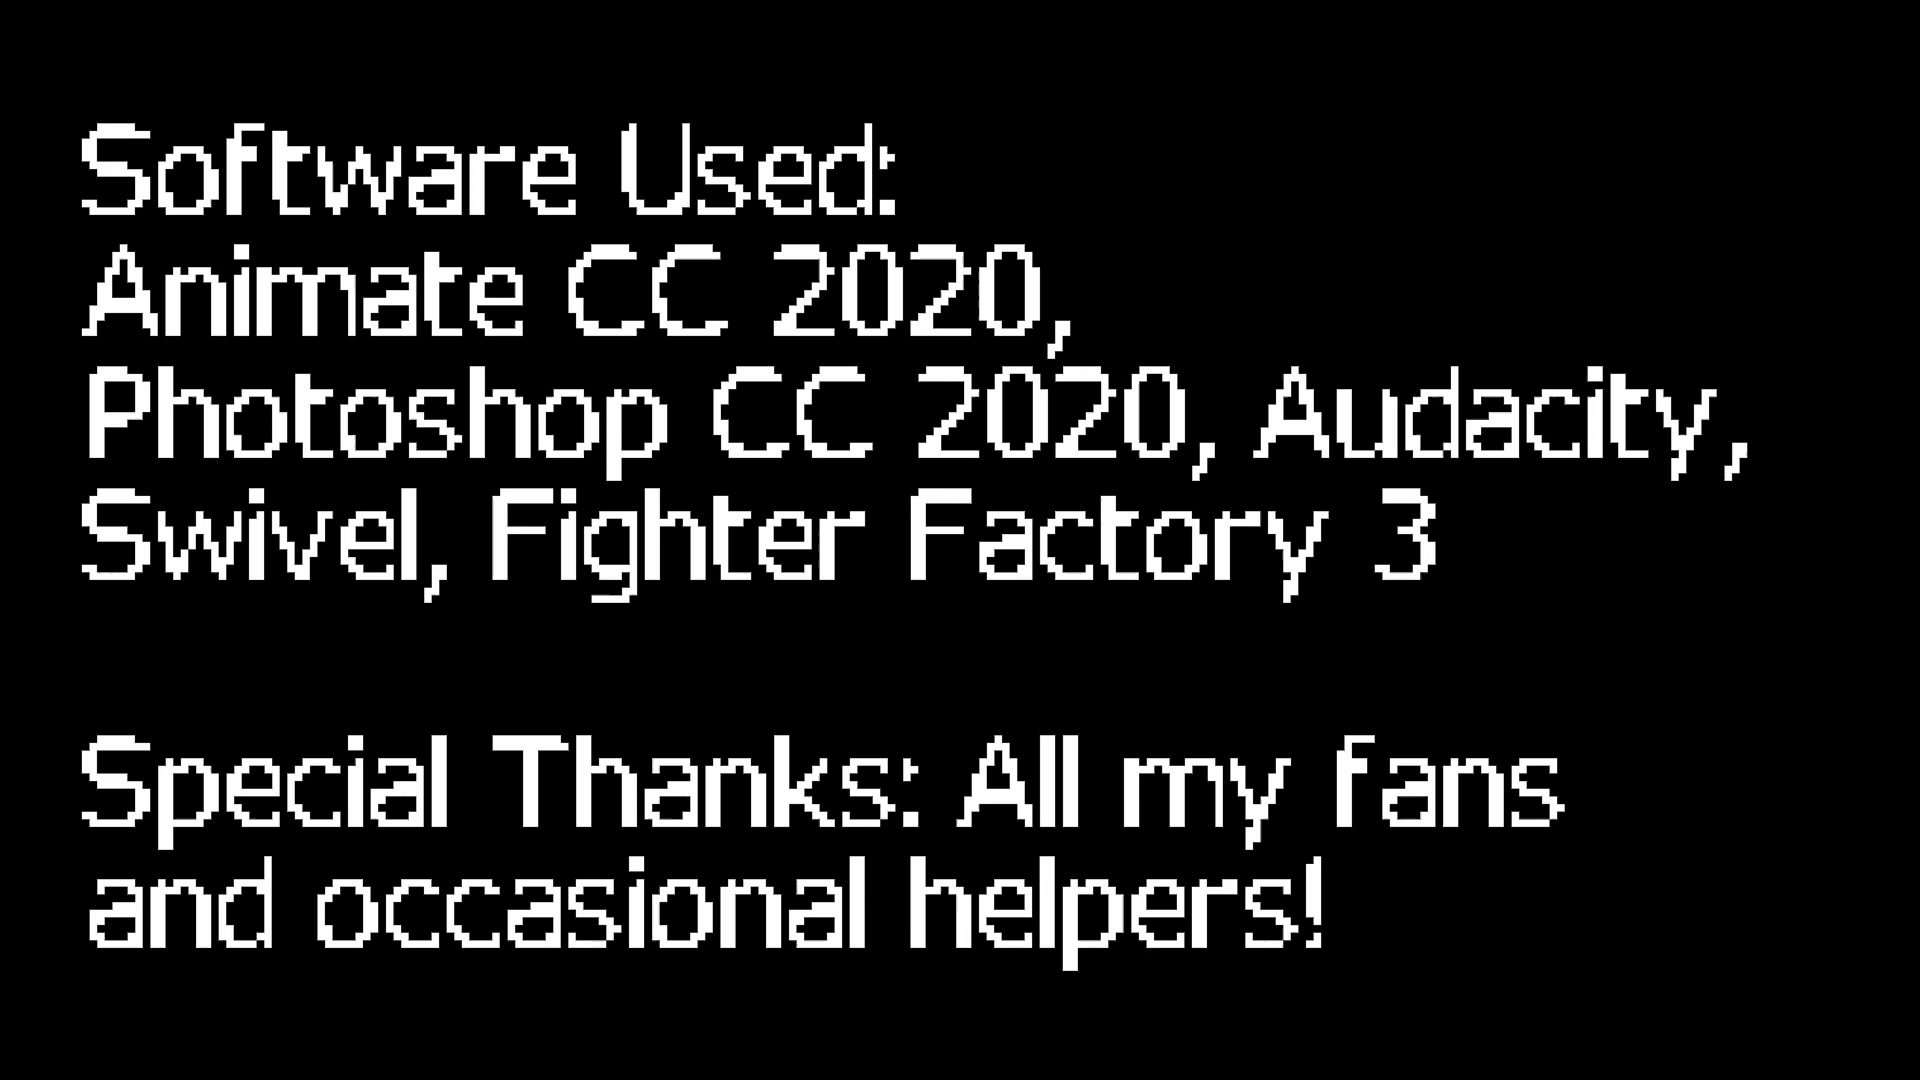 Software Used:
Animate CC 2020,
Photoshop CC 2020, Audacity,
Swivel, Fighter Factory 3
Special Thanks: All my fans
and occasional helpers!